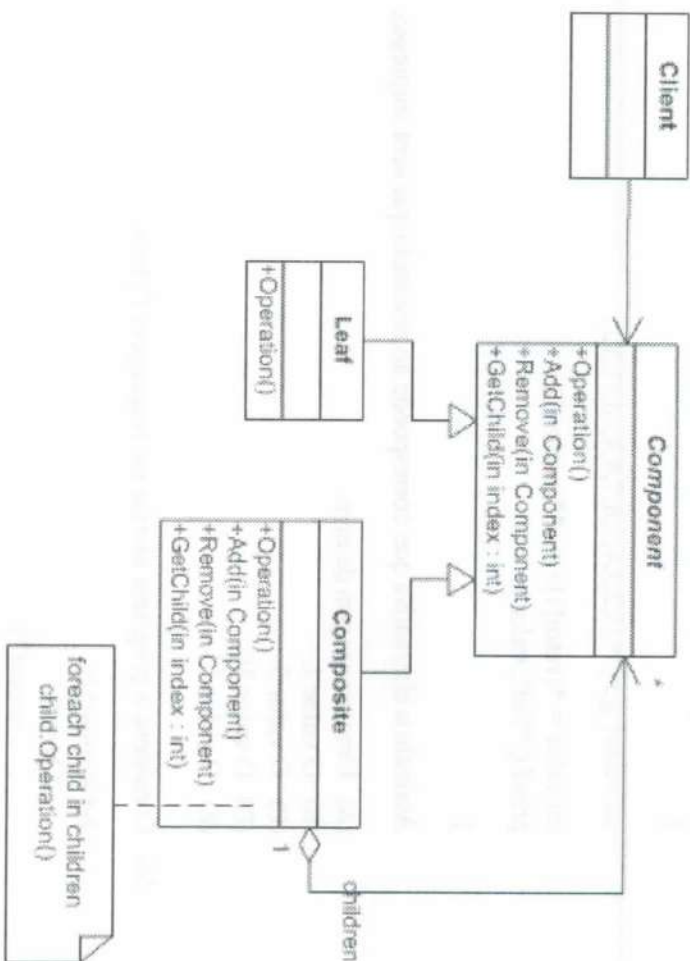 Client
Component
+Operation()
+Add(in Component)
+Remove(in Component)
+GetChild(in index : int)
*
Leaf
+Operation()
Composite
+Operation()
+Add(in Component)
+Remove(in Component)
+GetChild(in index : int)
1
children
foreach child in children
child.Operation()